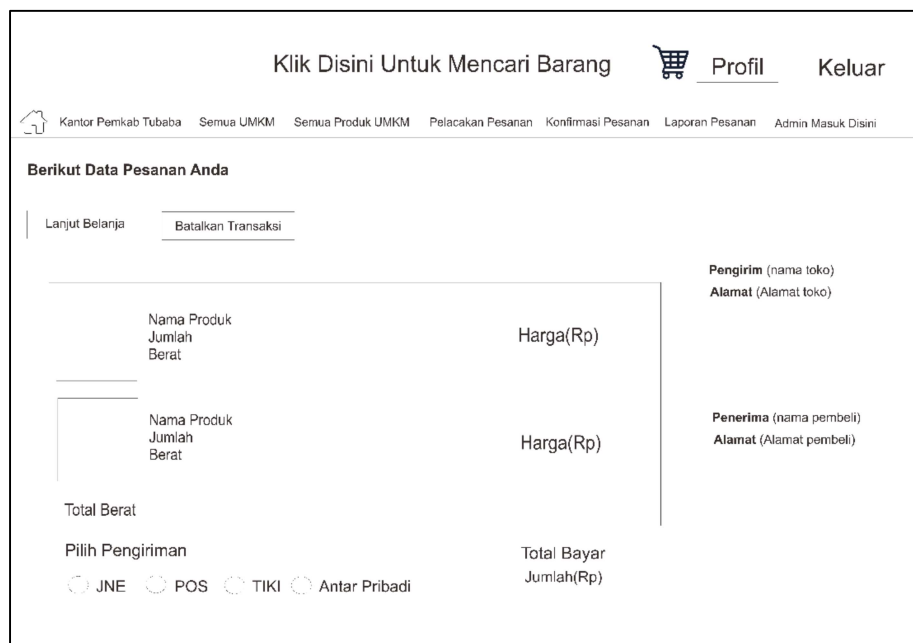 Klik Disini Untuk Mencari Barang Profil Keluar
Kantor Pemkab Tubaba Semua UMKM Semua Produk UMKM Pelacakan Pesanan Konfirmasi Pesanan Laporan Pesanan Admin Masuk Disini
Berikut Data Pesanan Anda
Lanjut Belanja Batalkan Transaksi
Pengirim (nama toko)
Alamat (Alamat toko)
Nama Produk
Jumlah
Berat
Harga(Rp)
Nama Produk
Jumlah
Berat
Harga(Rp)
Penerima (nama pembeli)
Alamat (Alamat pembeli)
Total Berat
Pilih Pengiriman
JNE POS TIKI Antar Pribadi
Total Bayar
Jumlah(Rp)